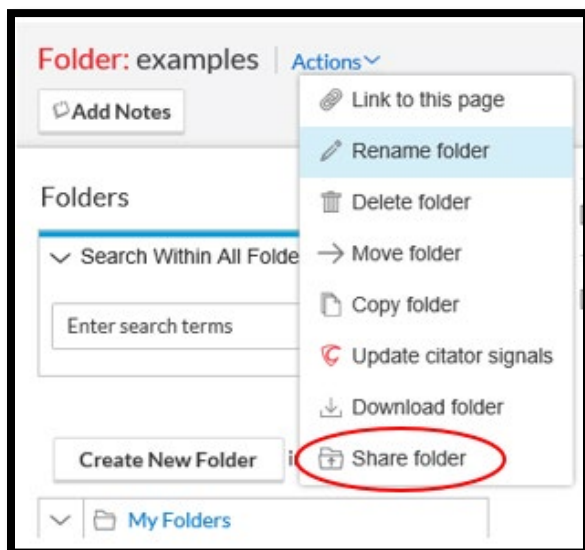 Folder: examples Actions
Add Notes
Link to this page
Rename folder
Delete folder
Move folder
Copy folder
Update citator signals
Download folder
Share folder
Folders
Search Within All Folde
Enter search terms
Create New Folder i
My Folders